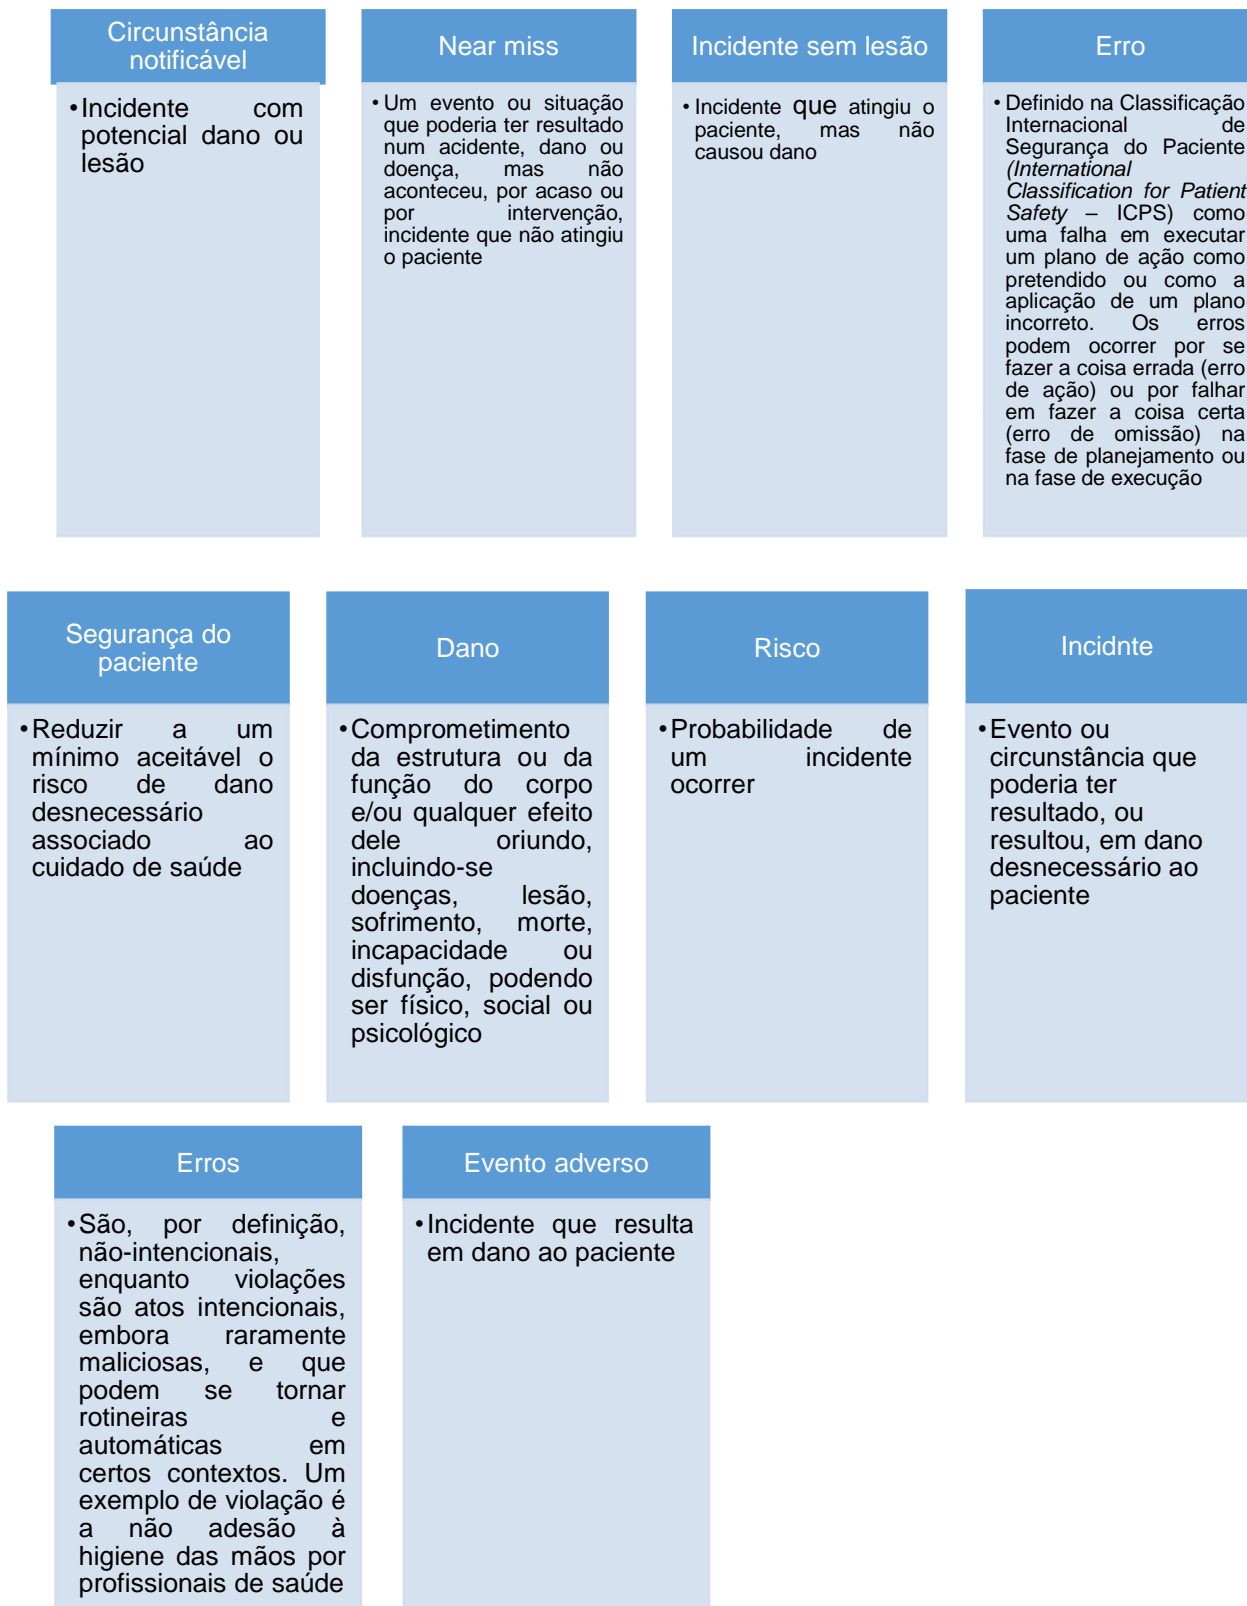 Circunstância
notificável
•Incidente com
potencial dano ou
lesão
Near miss
• Um evento ou situação
que poderia ter resultado
num acidente, dano ou
doença, mas não
aconteceu, por acaso ou
por intervenção,
incidente que não atingiu
o paciente
Incidente sem lesão
• Incidente que atingiu o
paciente, mas não
causou dano
Erro
• Definido na Classificação
Internacional de
Segurança do Paciente
(International
Classification for Patient
Safety – ICPS) como
uma falha em executar
um plano de ação como
pretendido ou como a
aplicação de um plano
incorreto. Os erros
podem ocorrer por se
fazer a coisa errada (erro
de ação) ou por falhar
em fazer a coisa certa
(erro de omissão) na
fase de planejamento ou
na fase de execução
Segurança do
paciente
•Reduzir a um
mínimo aceitável o
risco de dano
desnecessário
associado ao
cuidado de saúde
Dano
•Comprometimento
da estrutura ou da
função do corpo
e/ou qualquer efeito
dele oriundo,
incluindo-se
doenças, lesão,
sofrimento, morte,
incapacidade ou
disfunção, podendo
ser físico, social ou
psicológico
Risco
•Probabilidade de
um incidente
ocorrer
Incidnte
•Evento ou
circunstância que
poderia ter
resultado, ou
resultou, em dano
desnecessário ao
paciente
Erros
•São, por definição,
não-intencionais,
enquanto violações
são atos intencionais,
embora raramente
maliciosas, e que
podem se tornar
rotineiras e
automáticas em
certos contextos. Um
exemplo de violação é
a não adesão à
higiene das mãos por
profissionais de saúde
Evento adverso
•Incidente que resulta
em dano ao paciente